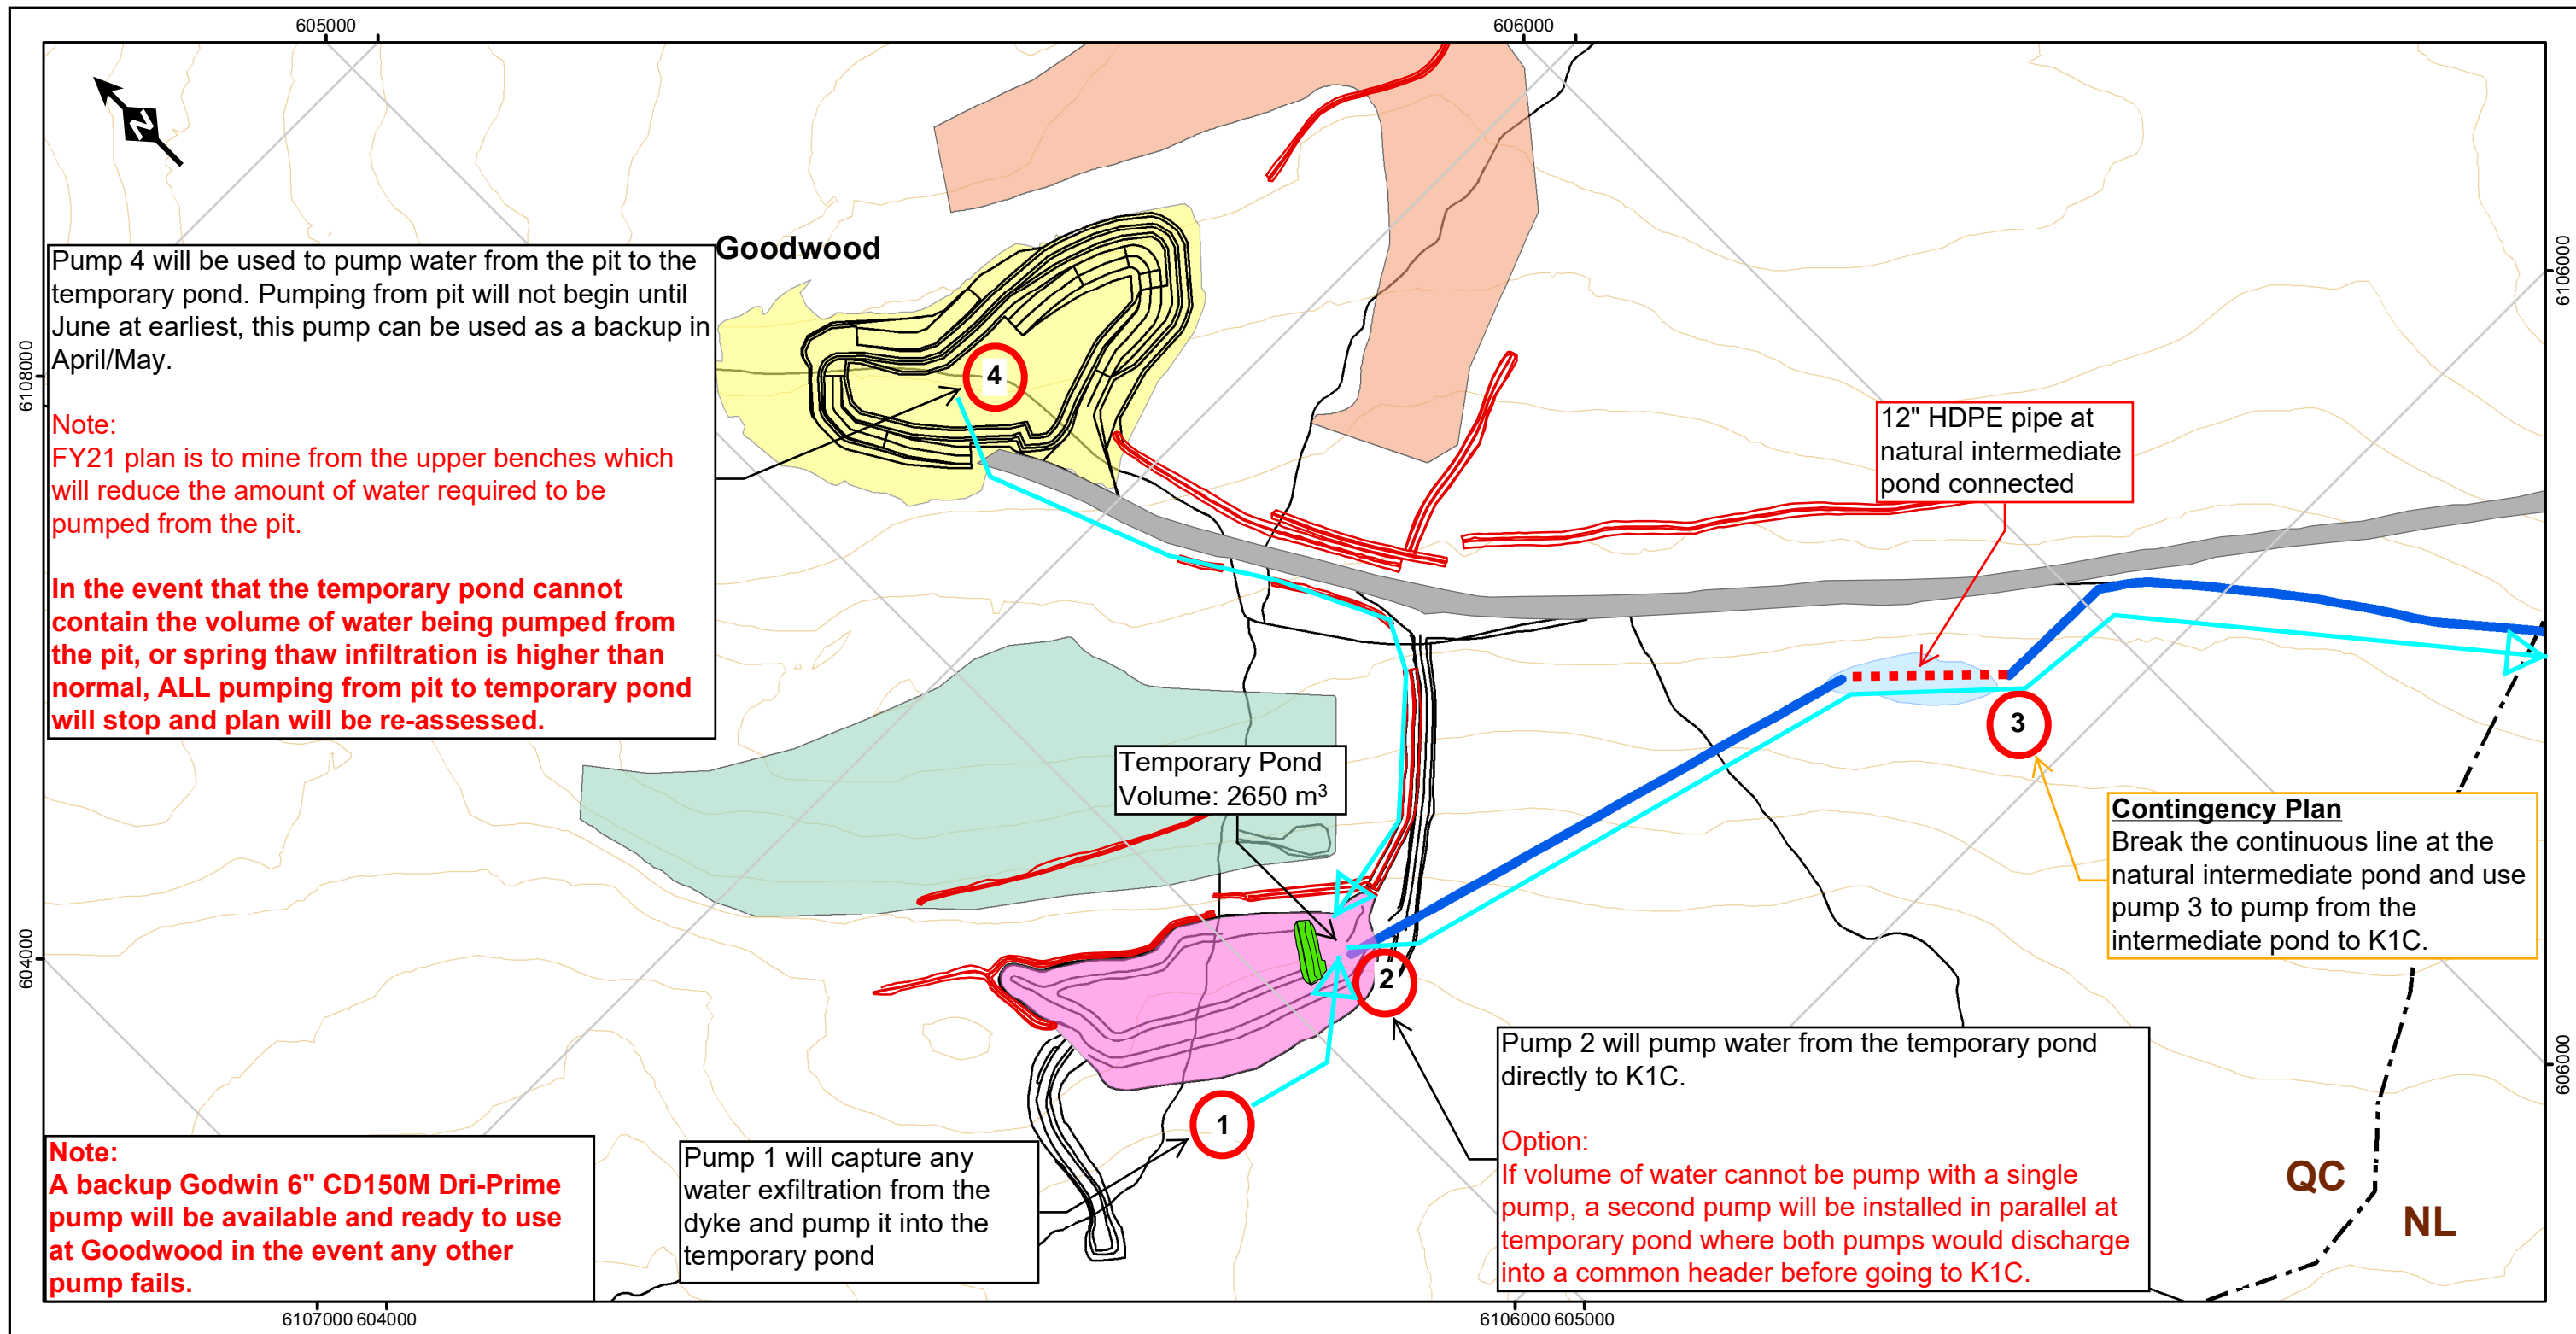 605000
606000
N
Goodwood
Pump 4 will be used to pump water from the pit to the
temporary pond. Pumping from pit will not begin until
June at earliest, this pump can be used as a backup in
April/May.
Note:
FY21 plan is to mine from the upper benches which
will reduce the amount of water required to be
pumped from the pit.
In the event that the temporary pond cannot
contain the volume of water being pumped from
the pit, or spring thaw infiltration is higher than
normal, ALL pumping from pit to temporary pond
will stop and plan will be re-assessed.
6108000
6106000
4
12" HDPE pipe at
natural intermediate
pond connected
3
Temporary Pond
Volume: 2650 m³
Contingency Plan
Break the continuous line at the
natural intermediate pond and use
pump 3 to pump from the
intermediate pond to K1C.
604000
606000
2
1
Pump 2 will pump water from the temporary pond
directly to K1C.
Option:
If volume of water cannot be pump with a single
pump, a second pump will be installed in parallel at
temporary pond where both pumps would discharge
into a common header before going to K1C.
Note:
A backup Godwin 6" CD150M Dri-Prime
pump will be available and ready to use
at Goodwood in the event any other
pump fails.
Pump 1 will capture any
water exfiltration from the
dyke and pump it into the
temporary pond
QC
NL
6107000 604000
6106000 605000